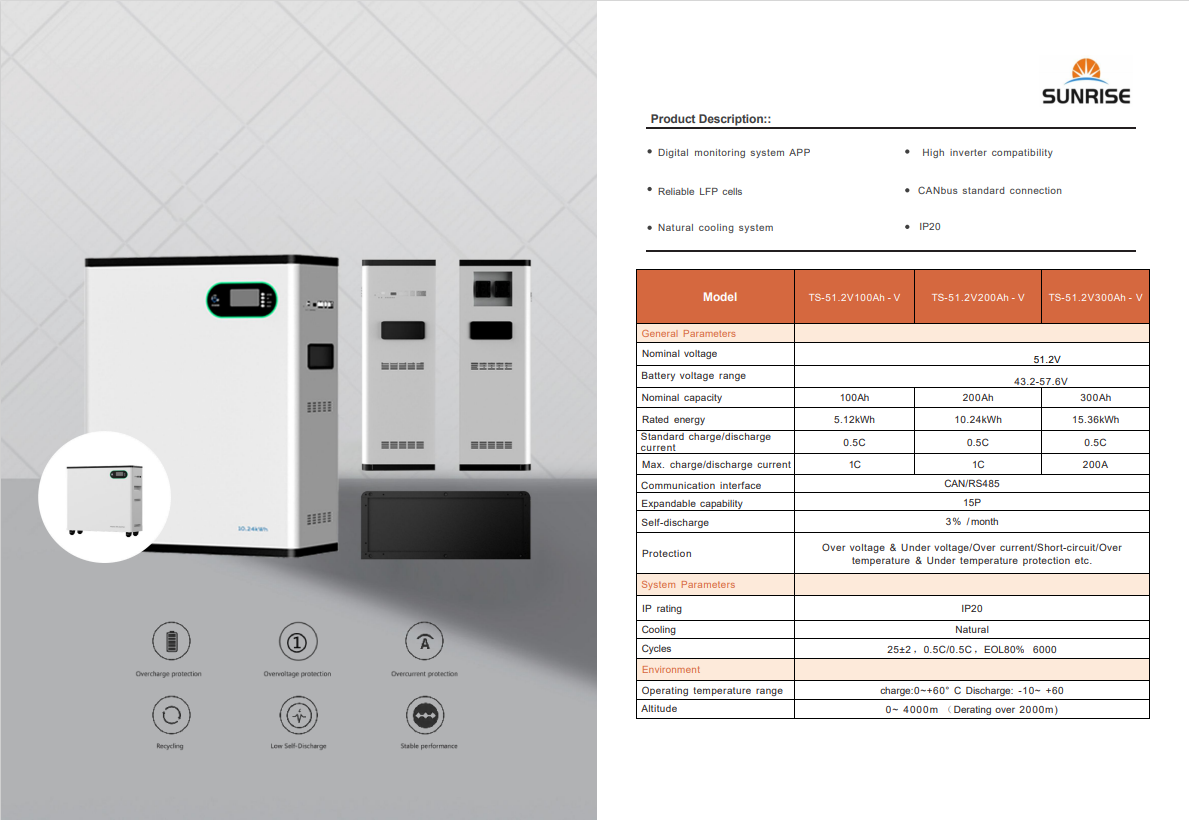 10.24kWh
Overcharge protection
Overvoltage protection
Overcurrent protection
Recycling
Low Self-Discharge
Stable performance
SUNRISE
Product Description::
• Digital monitoring system APP
• High inverter compatibility
• Reliable LFP cells
• CANbus standard connection
• Natural cooling system
• IP20
Model TS-51.2V100Ah - V TS-51.2V200Ah - V TS-51.2V300Ah - V
General Parameters
Nominal voltage 51.2V
Battery voltage range 43.2-57.6V
Nominal capacity 100Ah 200Ah 300Ah
Rated energy 5.12kWh 10.24kWh 15.36kWh
Standard charge/discharge
current 0.5C 0.5C 0.5C
Max. charge/discharge current 1C 1C 200A
Communication interface CAN/RS485
Expandable capability 15P
Self-discharge 3% /month
Protection Over voltage & Under voltage/Over current/Short-circuit/Over
temperature & Under temperature protection etc.
System Parameters
IP rating IP20
Cooling Natural
Cycles 25±2，0.5C/0.5C，EOL80% 6000
Environment
Operating temperature range charge:0~+60° C Discharge: -10~ +60
Altitude 0~ 4000m （Derating over 2000m)